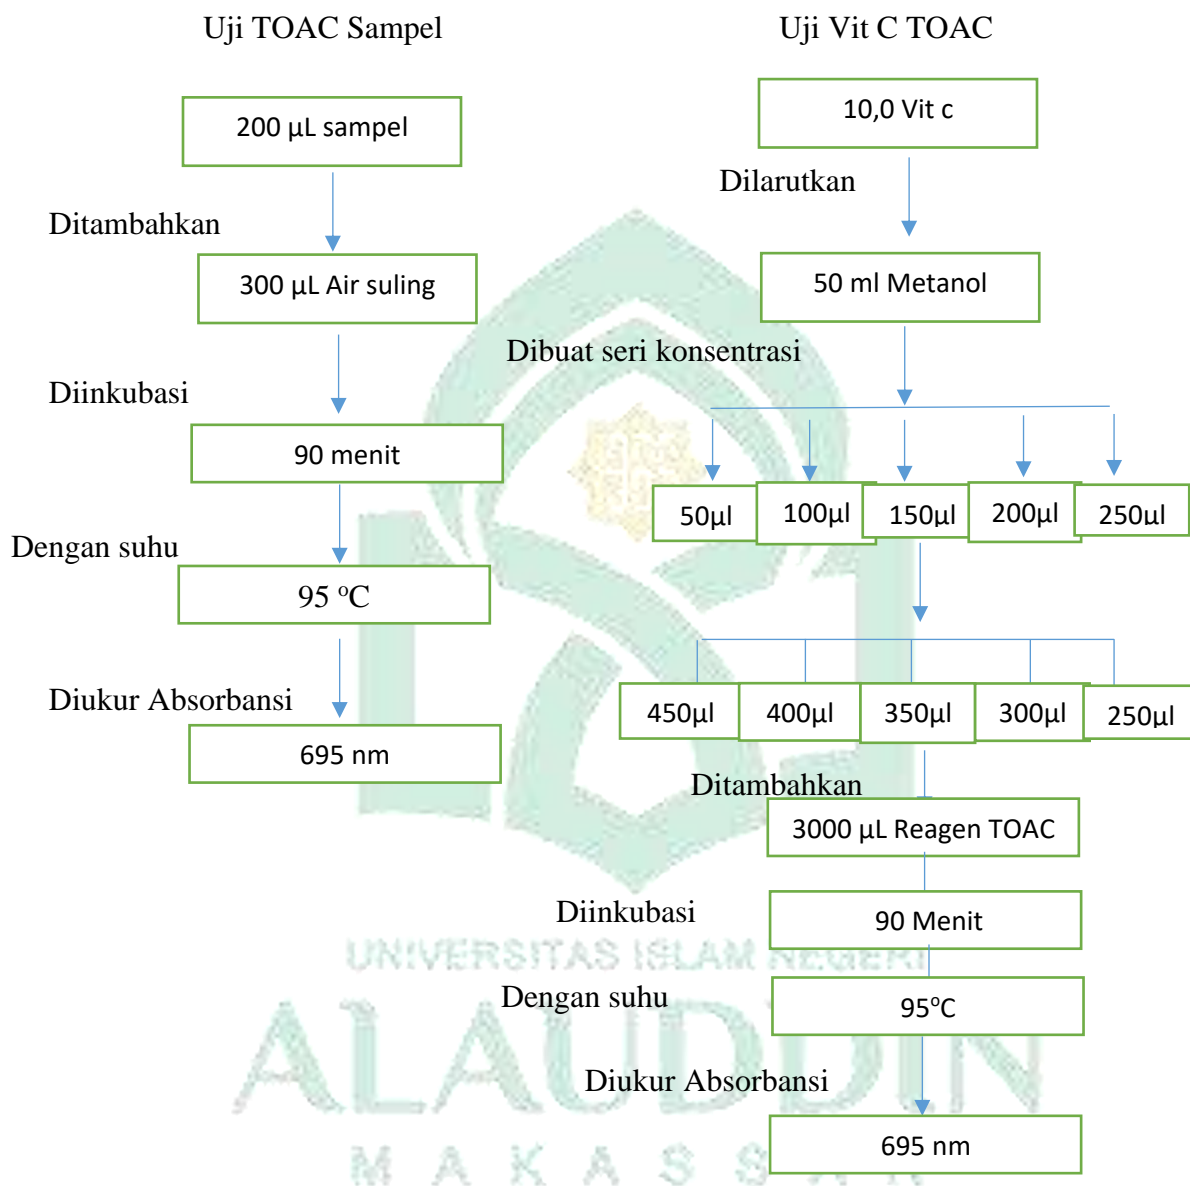 Uji TOAC Sampel
200 µL sampel
Ditambahkan
300 µL Air suling
Diinkubasi
90 menit
Dengan suhu
95 °C
Diukur Absorbansi
695 nm
Uji Vit C TOAC
10,0 Vit c
Dilarutkan
50 ml Metanol
Dibuat seri konsentrasi
50µl 100µl 150µl 200µl 250µl
450µl 400µl 350µl 300µl 250µl
Ditambahkan
3000 µL Reagen TOAC
Diinkubasi
90 Menit
Dengan suhu
95°C
Diukur Absorbansi
695 nm
UNIVERSITAS ISLAM NEGERI
ALAUDDIN
MAKASSAR